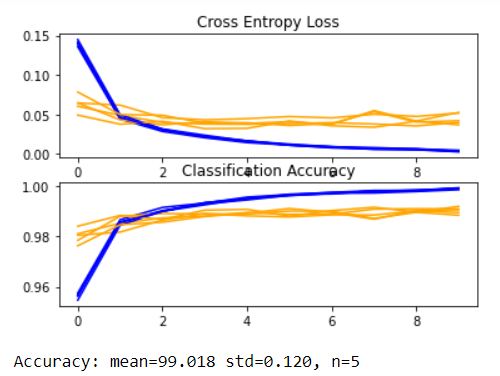 Cross Entropy Loss
0.15
0.10
0.05
0.00
0 2 4 6 8
Classification Accuracy
1.00
0.98
0.96
0 2 4 6 8
Accuracy: mean=99.018 std=0.120, n=5